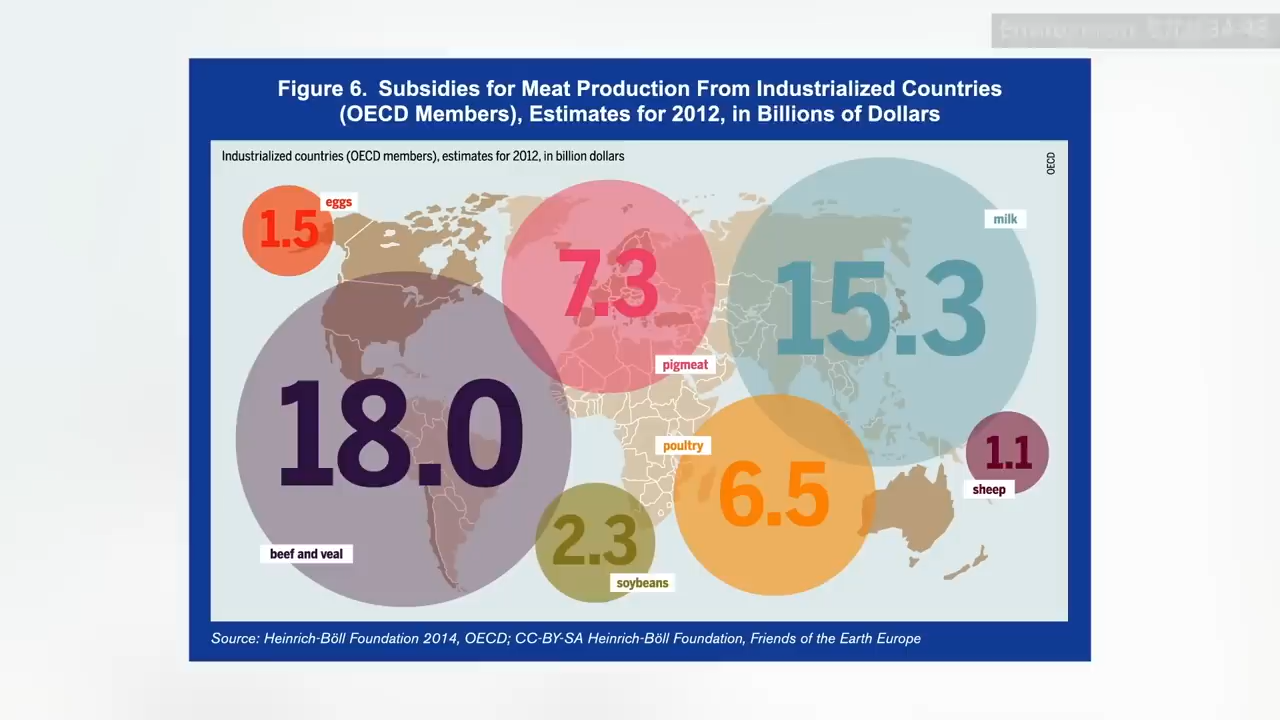 Figure 6. Subsidies for Meat Production From Industrialized Countries
(OECD Members), Estimates for 2012, in Billions of Dollars
Industrialized countries (OECD members), estimates for 2012, in billion dollars
OECD
eggs
1.5
7.3
pigmeat
milk
15.3
18.0
beef and veal
poultry
6.5
1.1
sheep
2.3
soybeans
Source: Heinrich-Böll Foundation 2014, OECD; CC-BY-SA Heinrich-Böll Foundation, Friends of the Earth Europe